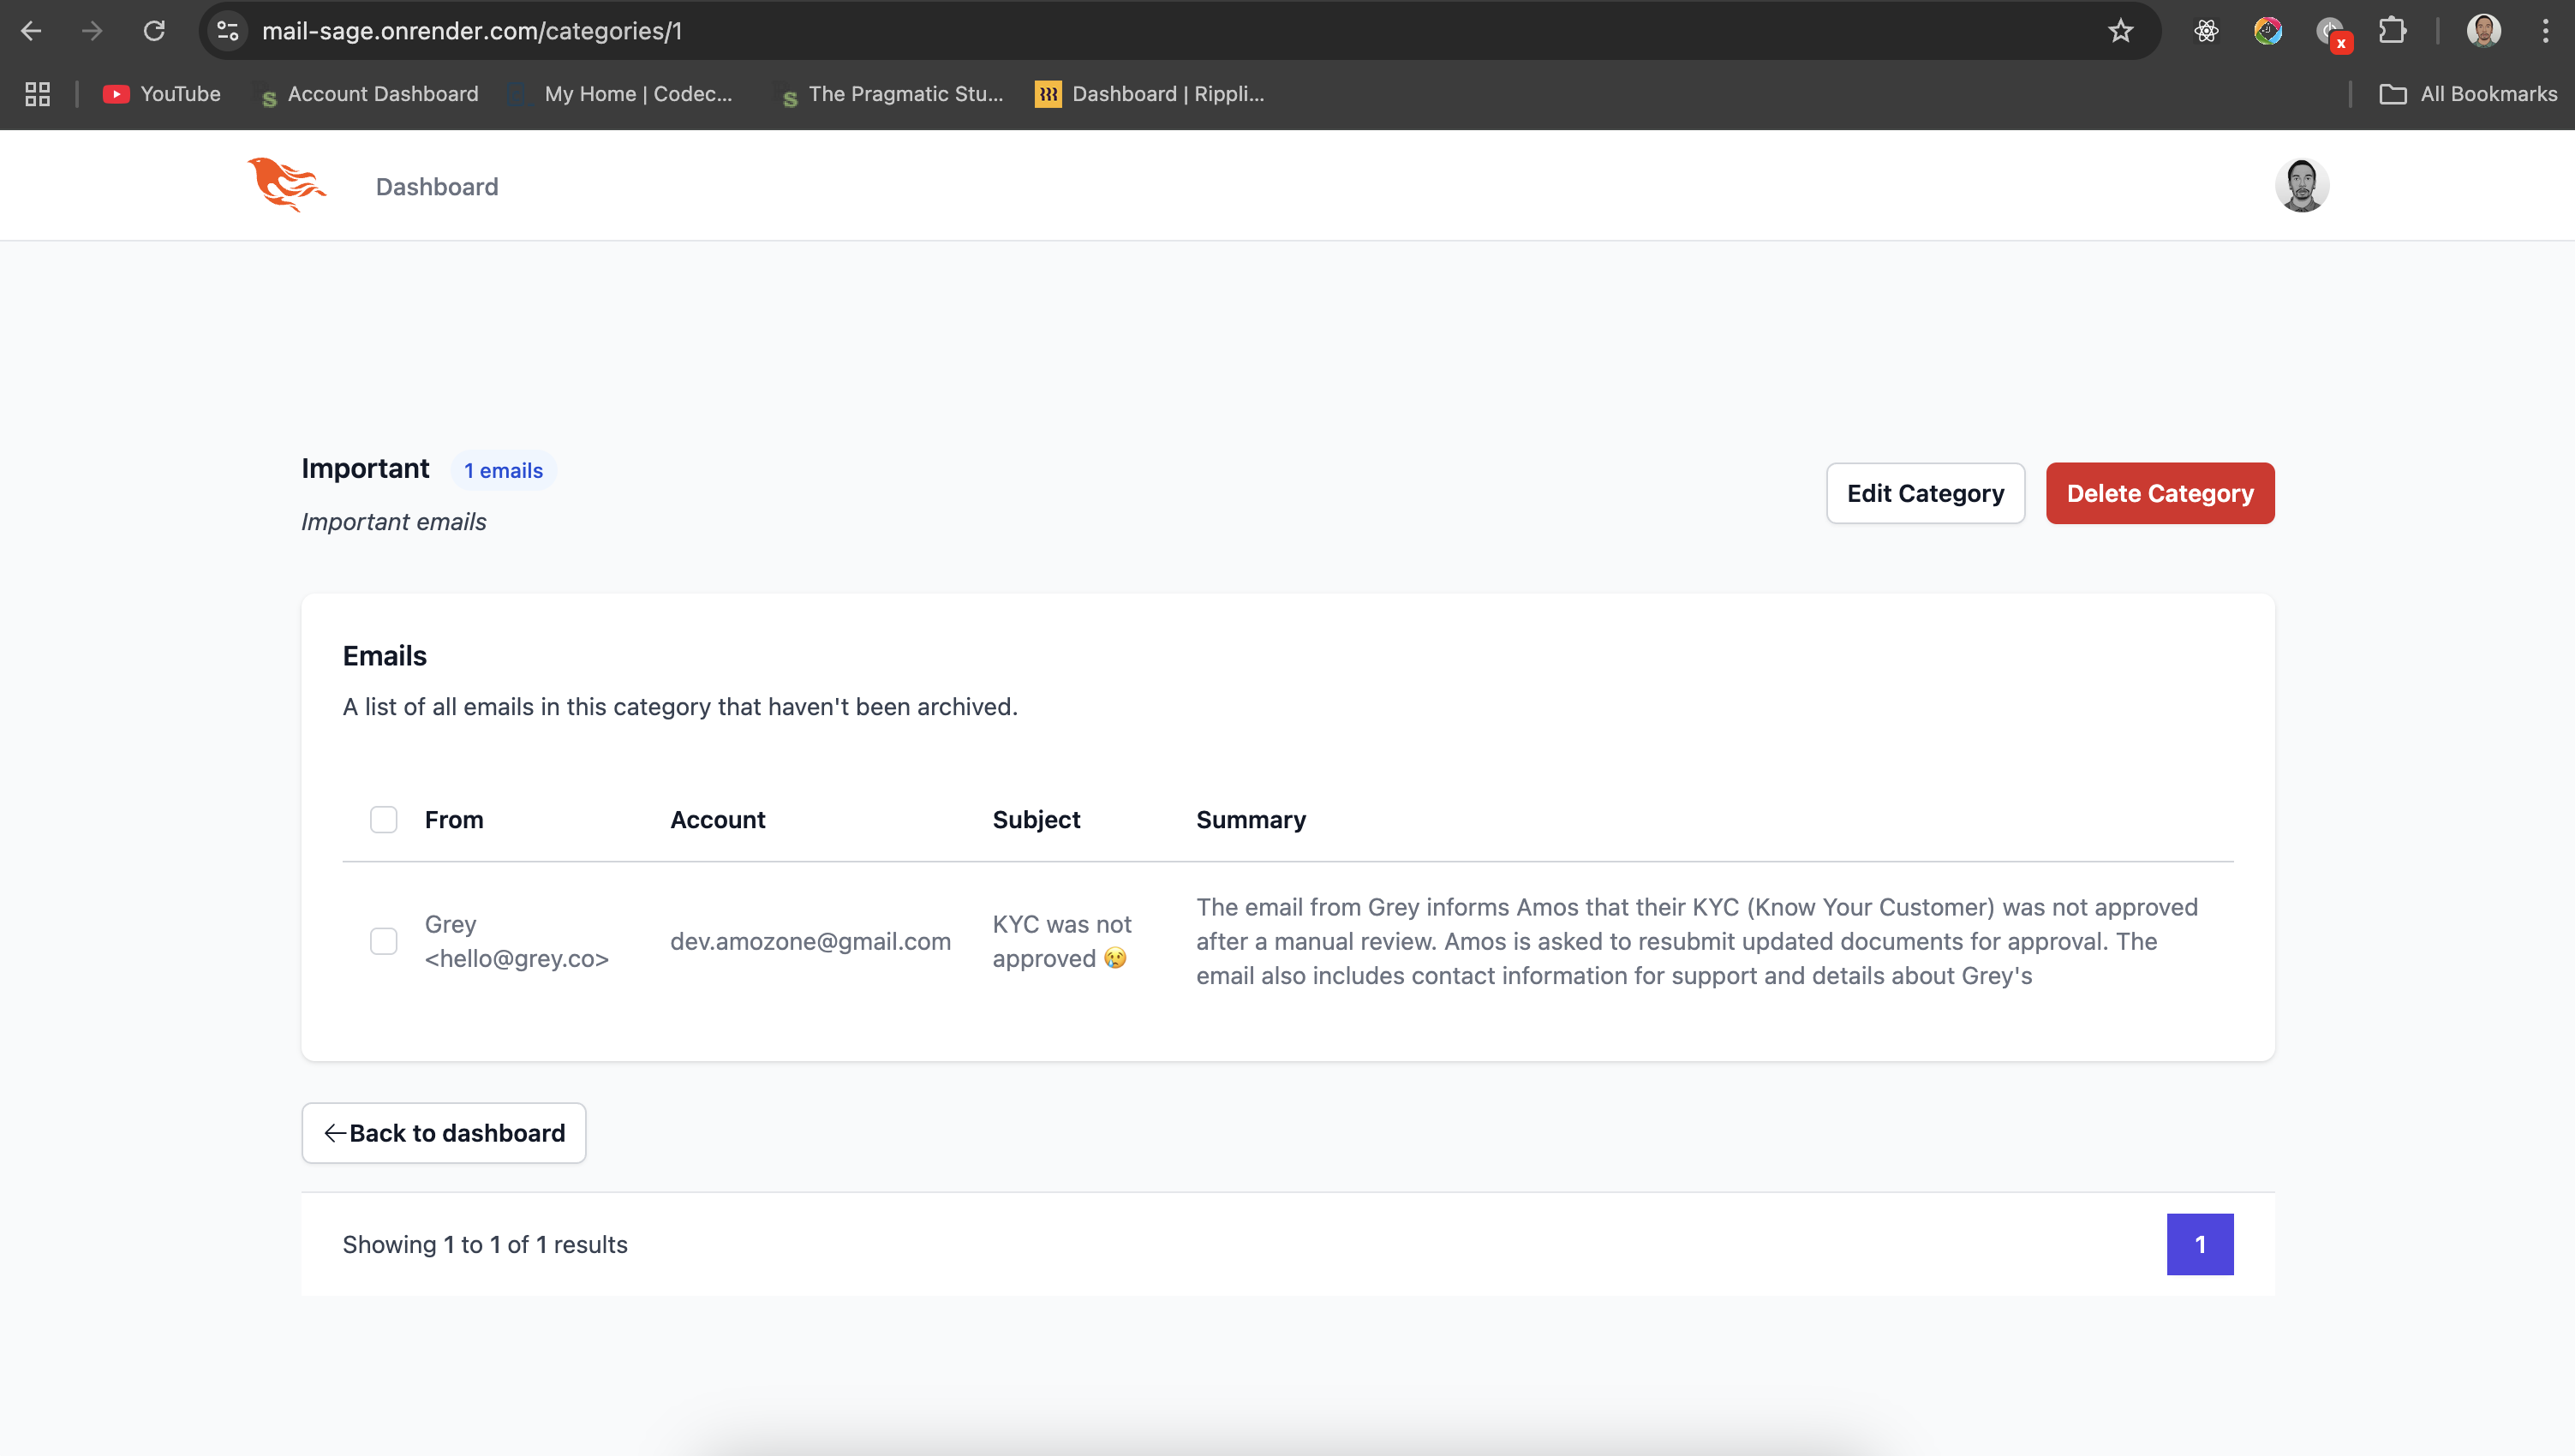 mail-sage.onrender.com/categories/1
YouTube
Account Dashboard
My Home | Codec...
The Pragmatic Stu...
Dashboard | Rippli...
All Bookmarks
Dashboard
Important
1 emails
Important emails
Edit Category
Delete Category
Emails
A list of all emails in this category that haven't been archived.
From Account Subject Summary
Grey
<hello@grey.co>
dev.amozone@gmail.com
KYC was not
approved 😢
The email from Grey informs Amos that their KYC (Know Your Customer) was not approved
after a manual review. Amos is asked to resubmit updated documents for approval. The
email also includes contact information for support and details about Grey's
←Back to dashboard
Showing 1 to 1 of 1 results
1